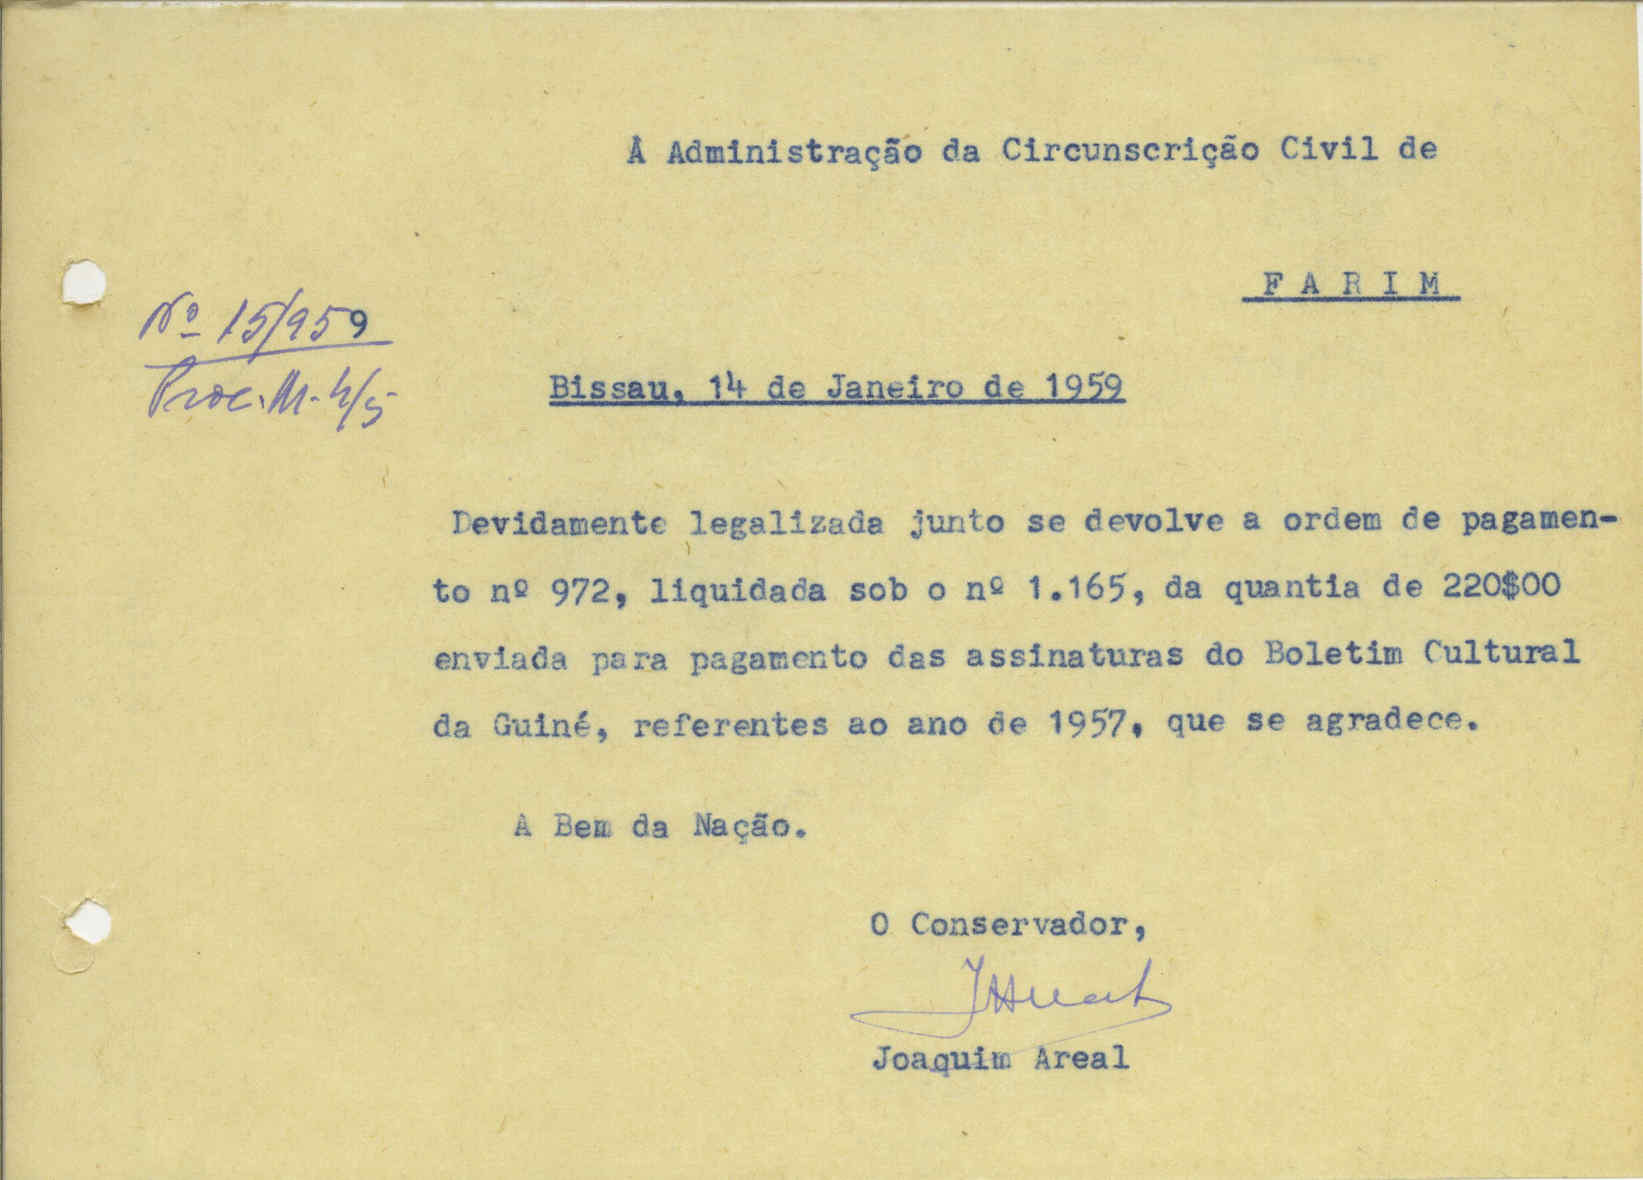 À Administração da Circunscrição Civil de
F A R I M
Nº 15/959
Proc. M-4/5
Bissau, 14 de Janeiro de 1959
Devidamente legalizada junto se devolve a ordem de pagamen-
to nº 972, liquidada sob o nº 1.165, da quantia de 220$00
enviada para pagamento das assinaturas do Boletim Cultural
da Guiné, referentes ao ano de 1957, que se agradece.
A Bem da Nação.
O Conservador,
Joaquim Areal